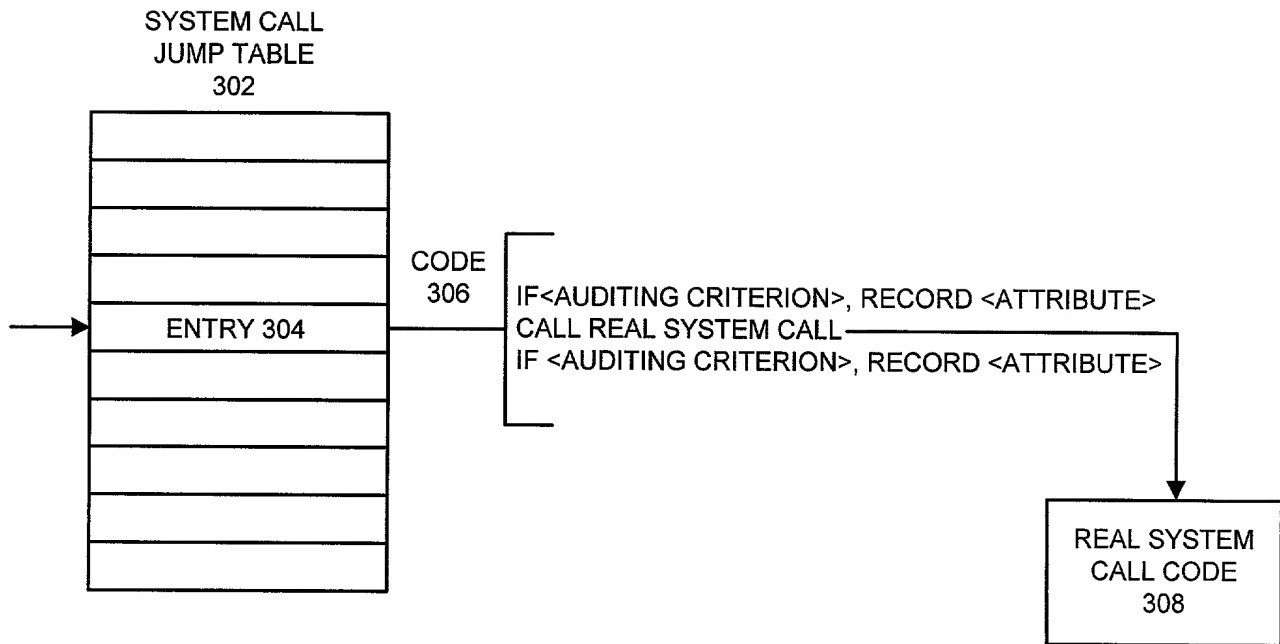 SYSTEM CALL
JUMP TABLE
302
ENTRY 304
CODE
306
IF<AUDITING CRITERION>, RECORD <ATTRIBUTE>
CALL REAL SYSTEM CALL
IF <AUDITING CRITERION>, RECORD <ATTRIBUTE>
REAL SYSTEM
CALL CODE
308